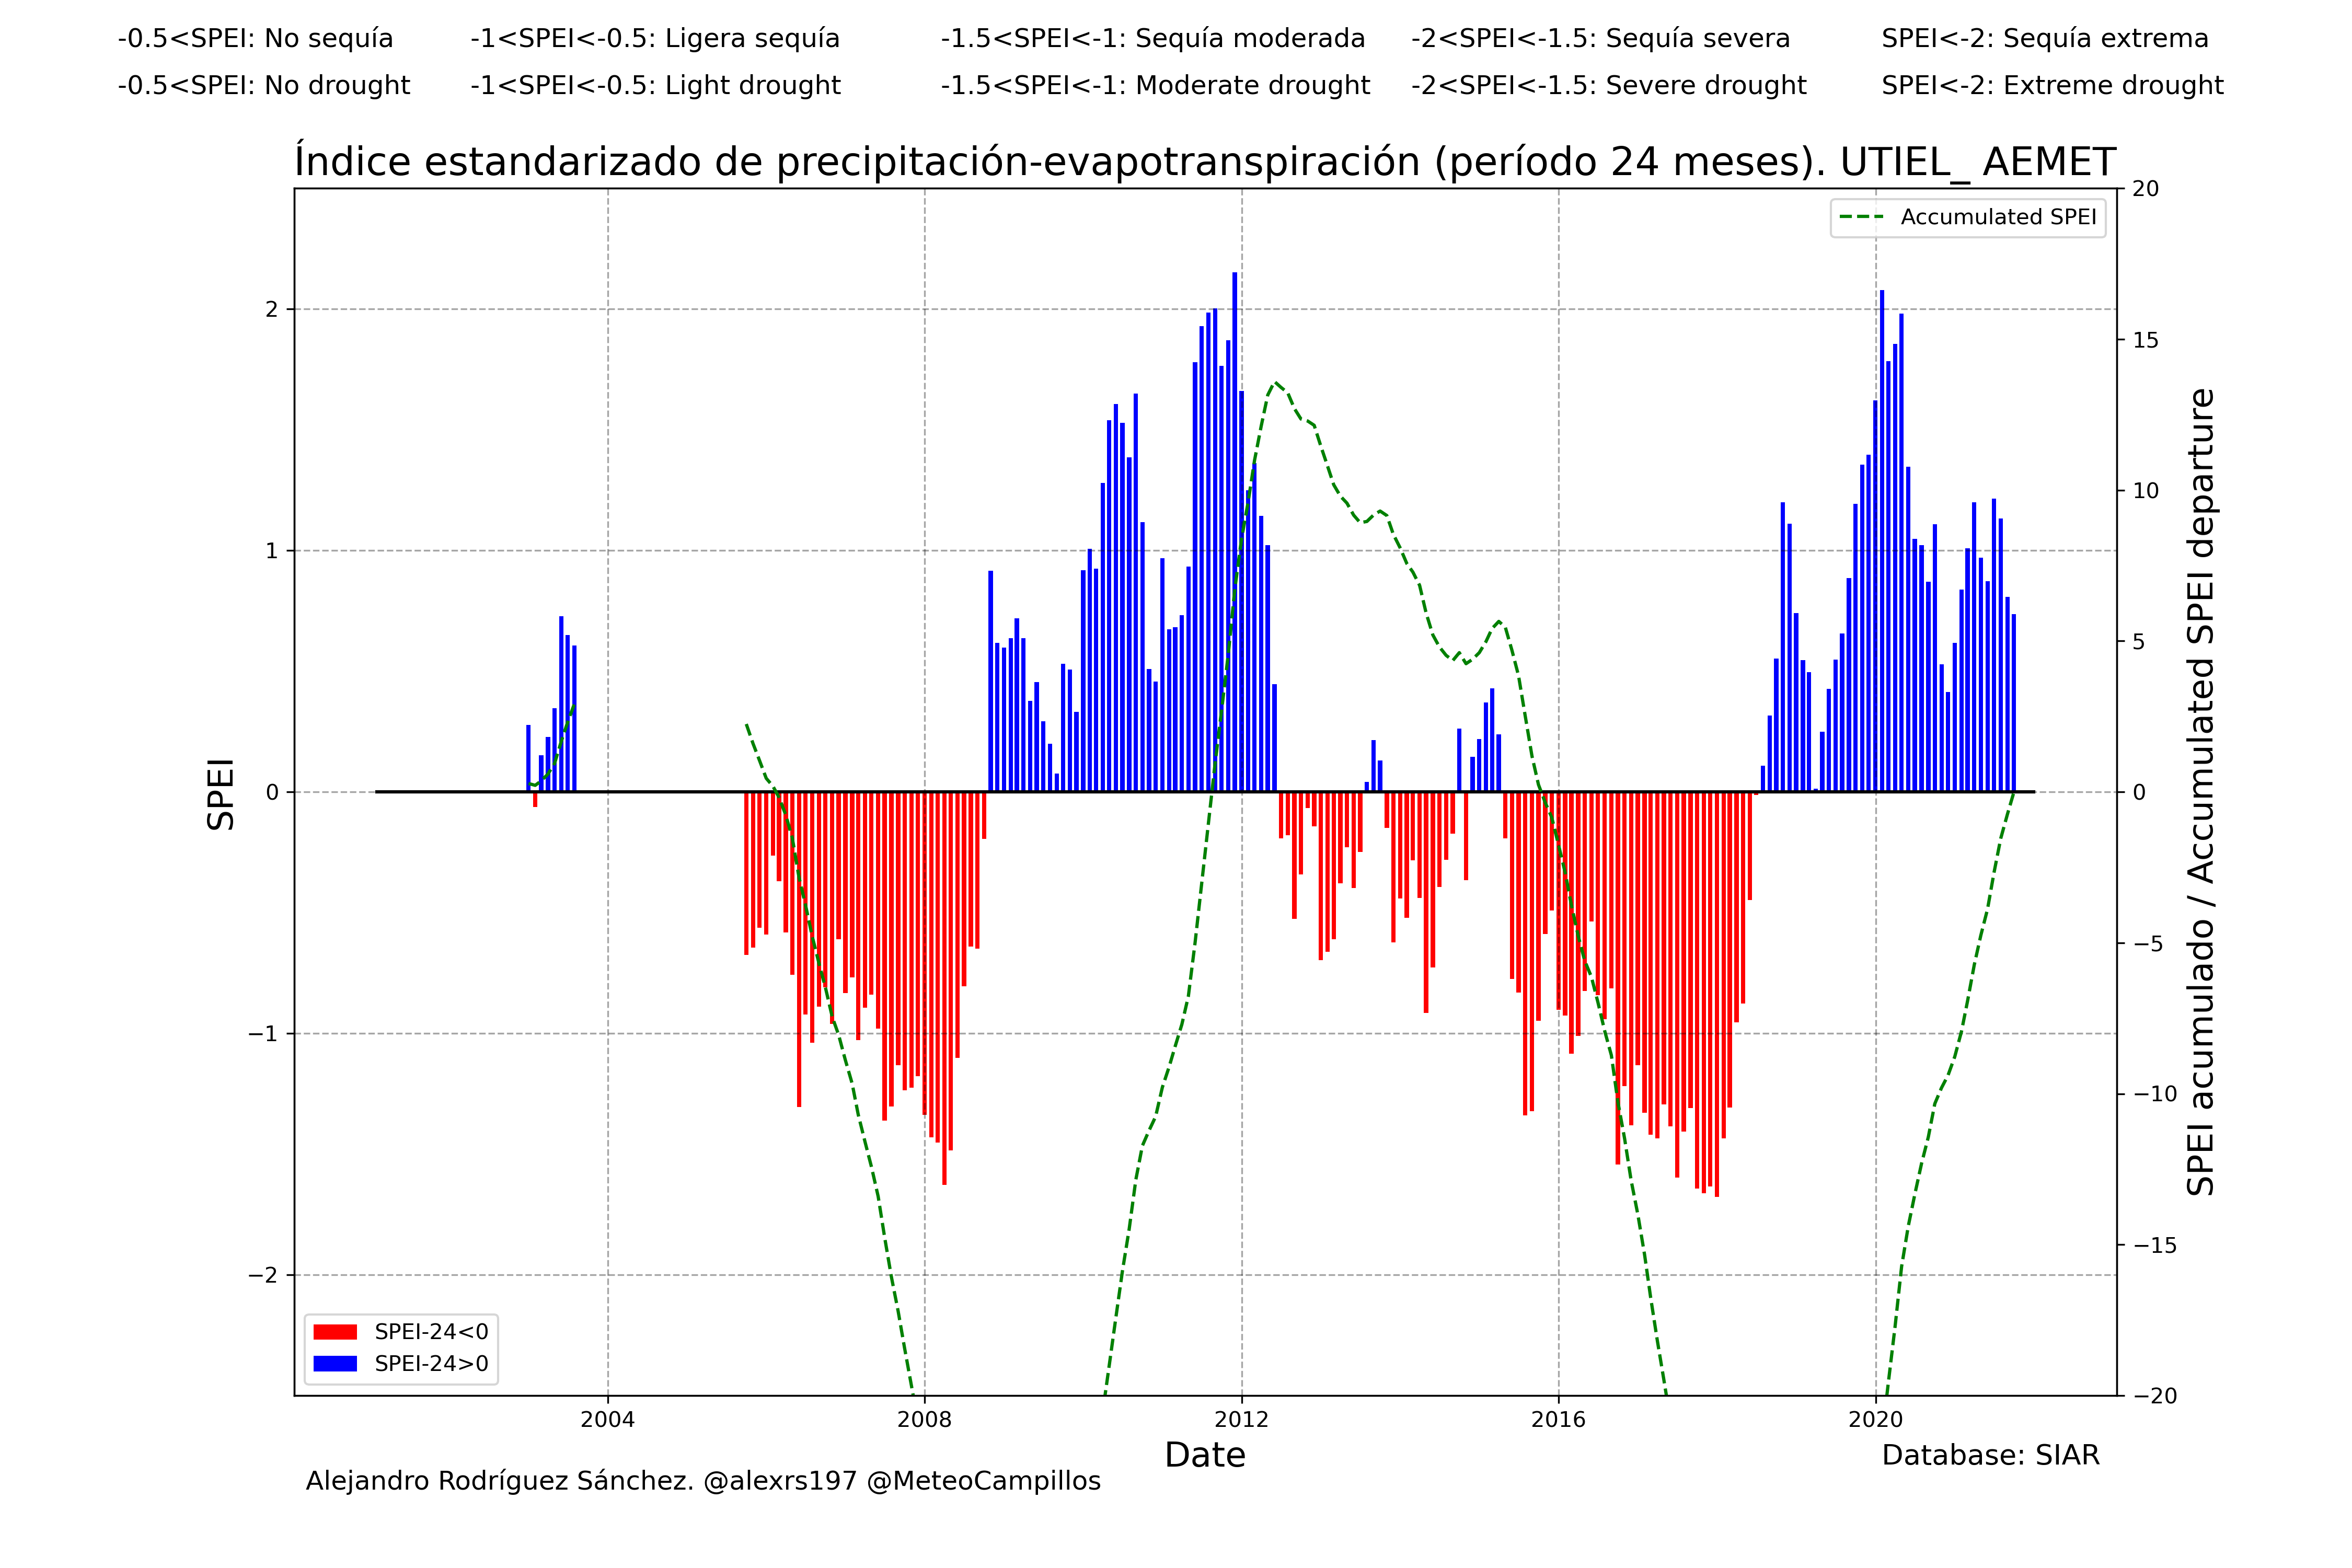 -0.5<SPEI: No sequía -1<SPEI<-0.5: Ligera sequía -1.5<SPEI<-1: Sequía moderada -2<SPEI<-1.5: Sequía severa SPEI<-2: Sequía extrema
-0.5<SPEI: No drought -1<SPEI<-0.5: Light drought -1.5<SPEI<-1: Moderate drought -2<SPEI<-1.5: Severe drought SPEI<-2: Extreme drought
Índice estandarizado de precipitación-evapotranspiración (período 24 meses). UTIEL_ AEMET
Accumulated SPEI
SPEI
2
1
0
−1
−2
20
15
10
5
0
−5
−10
−15
−20
SPEI acumulado / Accumulated SPEI departure
SPEI-24<0
SPEI-24>0
2004 2008 2012 2016 2020
Date
Database: SIAR
Alejandro Rodríguez Sánchez. @alexrs197 @MeteoCampillos